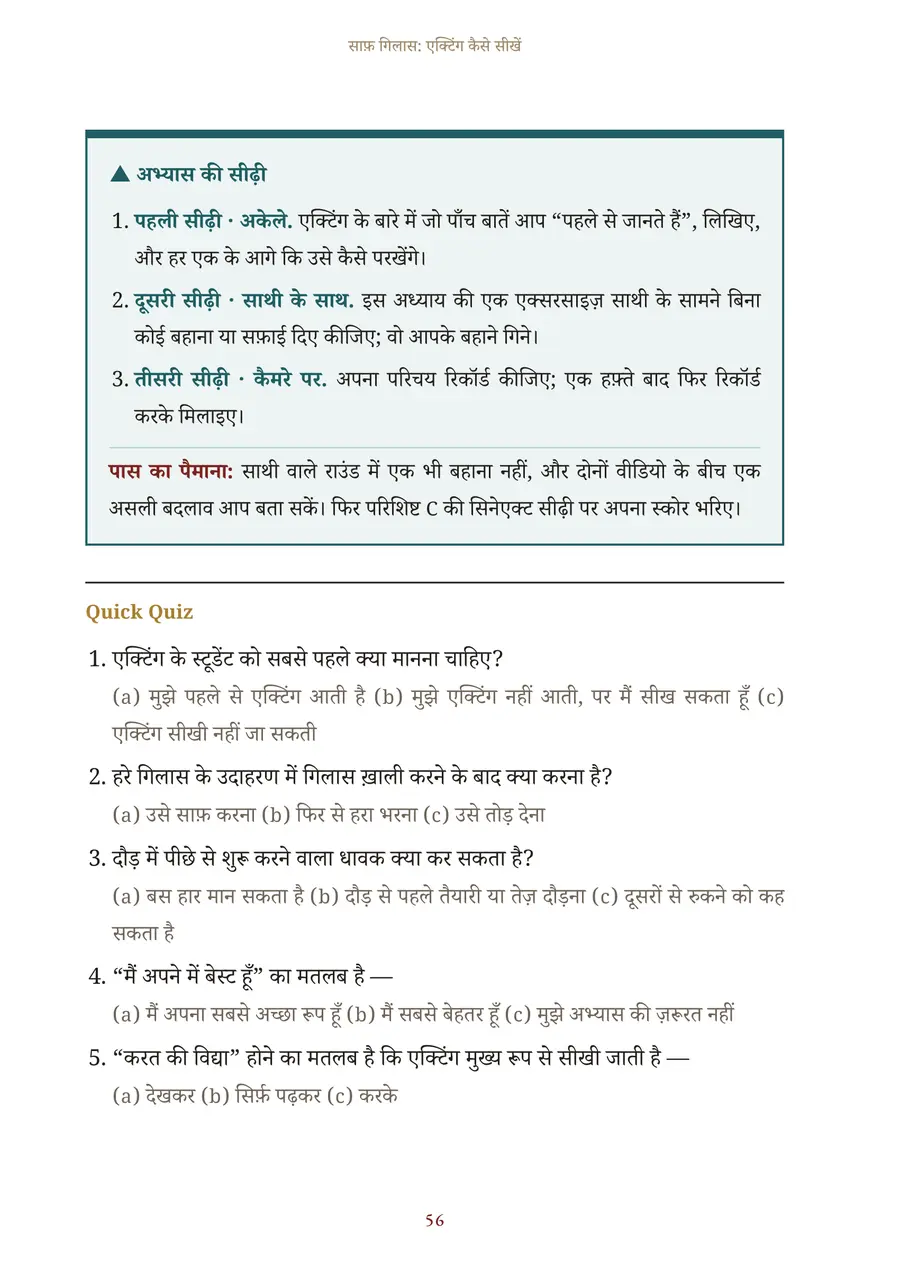 साफ़ गिलास: एक्टिंग कैसे सीखें
▲ अभ्यास की सीढ़ी
1. पहली सीढ़ी · अकेले. एक्टिंग के बारे में जो पाँच बातें आप “पहले से जानते हैं”, लिखिए,
और हर एक के आगे कि उसे कैसे परखेंगे।
2. दूसरी सीढ़ी · साथी के साथ. इस अध्याय की एक एक्सरसाइज़ साथी के सामने बिना
कोई बहाना या सफ़ाई दिए कीजिए; वो आपके बहाने गिने।
3. तीसरी सीढ़ी · कैमरे पर. अपना परिचय रिकॉर्ड कीजिए; एक हफ़्ते बाद फिर रिकॉर्ड
करके मिलाइए।
पास का पैमाना: साथी वाले राउंड में एक भी बहाना नहीं, और दोनों वीडियो के बीच एक
असली बदलाव आप बता सकें। फिर परिशिष्ट C की सिनेएक्ट सीढ़ी पर अपना स्कोर भरिए।
Quick Quiz
1. एक्टिंग के स्टूडेंट को सबसे पहले क्या मानना चाहिए?
(a) मुझे पहले से एक्टिंग आती है (b) मुझे एक्टिंग नहीं आती, पर मैं सीख सकता हूँ (c)
एक्टिंग सीखी नहीं जा सकती
2. हरे गिलास के उदाहरण में गिलास ख़ाली करने के बाद क्या करना है?
(a) उसे साफ़ करना (b) फिर से हरा भरना (c) उसे तोड़ देना
3. दौड़ में पीछे से शुरू करने वाला धावक क्या कर सकता है?
(a) बस हार मान सकता है (b) दौड़ से पहले तैयारी या तेज़ दौड़ना (c) दूसरों से रुकने को कह
सकता है
4. “मैं अपने में बेस्ट हूँ” का मतलब है —
(a) मैं अपना सबसे अच्छा रूप हूँ (b) मैं सबसे बेहतर हूँ (c) मुझे अभ्यास की ज़रूरत नहीं
5. “करत की विद्या” होने का मतलब है कि एक्टिंग मुख्य रूप से सीखी जाती है —
(a) देखकर (b) सिर्फ़ पढ़कर (c) करके
56